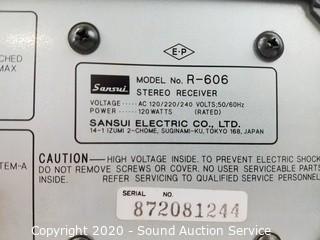 ACHED
MAX
E·P
Sansui
MODEL No. R-606
STEREO RECEIVER
VOLTAGE AC 120/220/240 VOLTS; 50/60Hz
POWER 120 WATTS (RATED)
SANSUI ELECTRIC CO., LTD.
14-1 IZUMI 2-CHOME, SUGINAMI-KU, TOKYO 168, JAPAN
TEM-A
CAUTION — HIGH VOLTAGE INSIDE. TO PREVENT ELECTRIC SHOCK
DO NOT REMOVE SCREWS OR COVER. NO USER SERVICEABLE PARTS
INSIDE. REFER SERVICING TO QUALIFIED SERVICE PERSONNEL
SERIAL No.
872081244
Copyright 2020 - Sound Auction Service